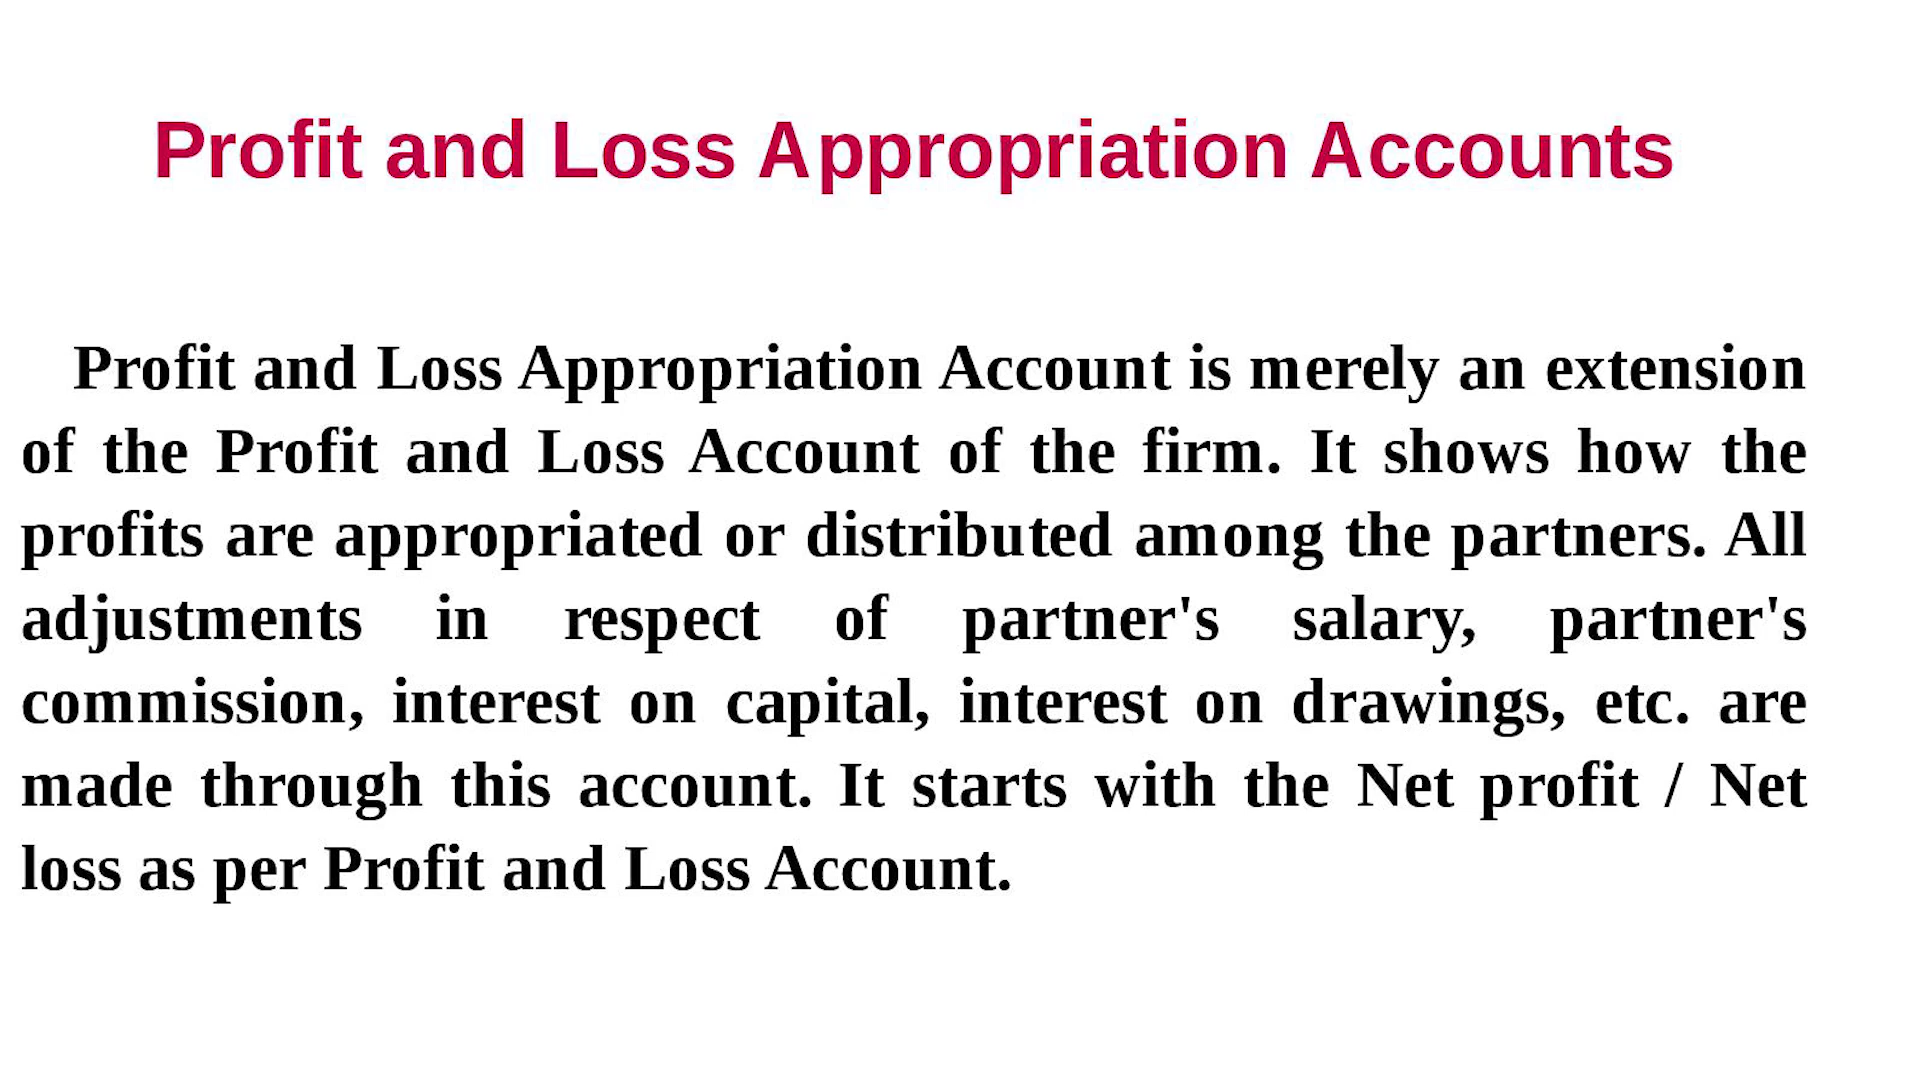 Profit and Loss Appropriation Accounts
Profit and Loss Appropriation Account is merely an extension
of the Profit and Loss Account of the firm. It shows how the
profits are appropriated or distributed among the partners. All
adjustments in respect of partner's salary, partner's
commission, interest on capital, interest on drawings, etc. are
made through this account. It starts with the Net profit / Net
loss as per Profit and Loss Account.